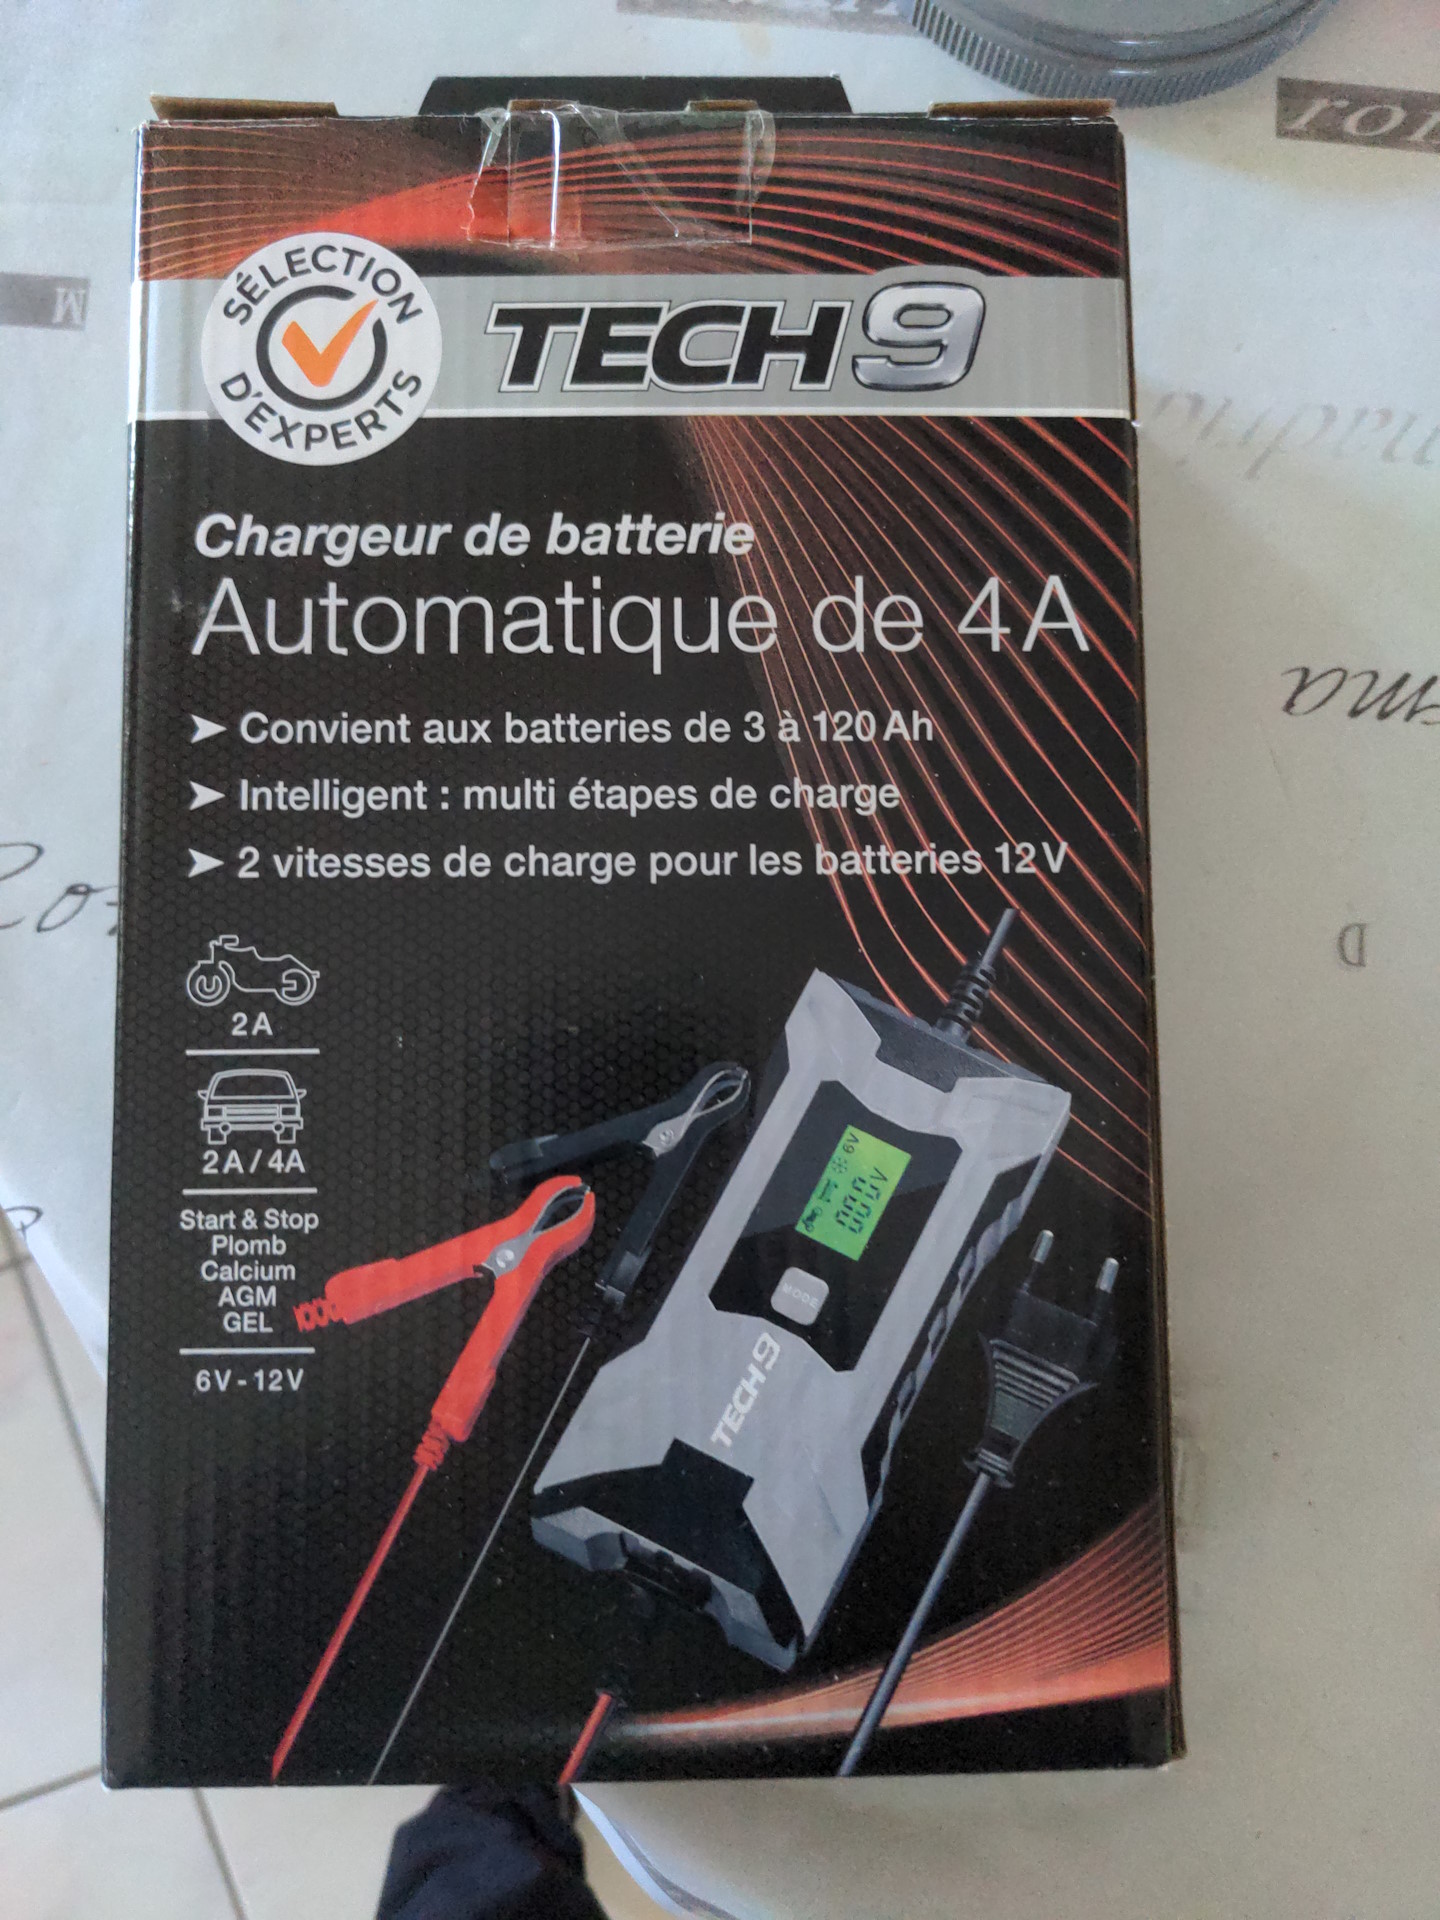 SÉLECTION
D'EXPERTS
TECH9
Chargeur de batterie
Automatique de 4A
➤ Convient aux batteries de 3 à 120 Ah
➤ Intelligent : multi étapes de charge
➤ 2 vitesses de charge pour les batteries 12V
2A
2A / 4A
Start & Stop
Plomb
Calcium
AGM
GEL
6V - 12V
6V
000V
MODE
TECH9
M
D